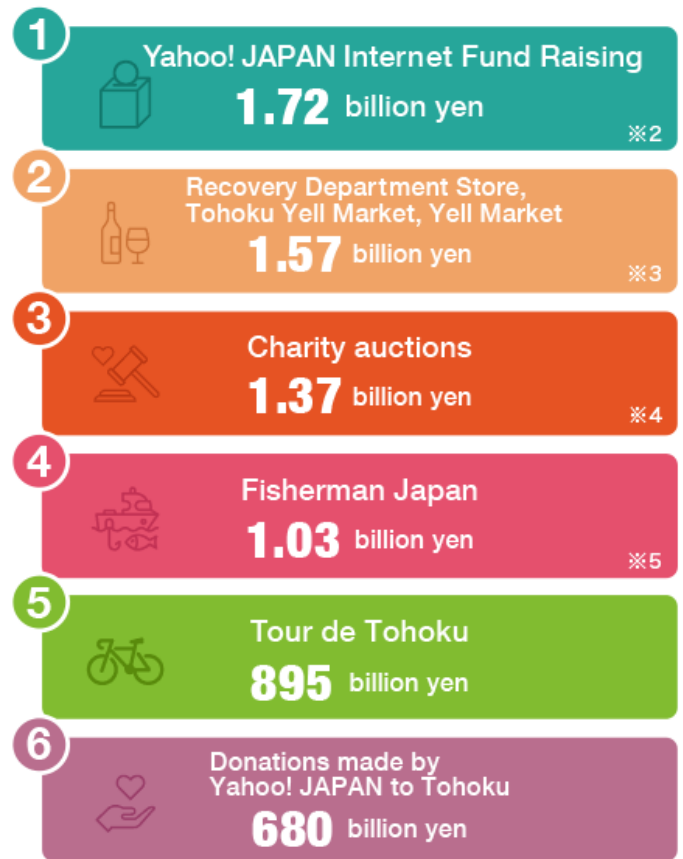 1
Yahoo! JAPAN Internet Fund Raising
1.72 billion yen
※2
2
Recovery Department Store,
Tohoku Yell Market, Yell Market
1.57 billion yen
※3
3
Charity auctions
1.37 billion yen
※4
4
Fisherman Japan
1.03 billion yen
※5
5
Tour de Tohoku
895 billion yen
6
Donations made by
Yahoo! JAPAN to Tohoku
680 billion yen